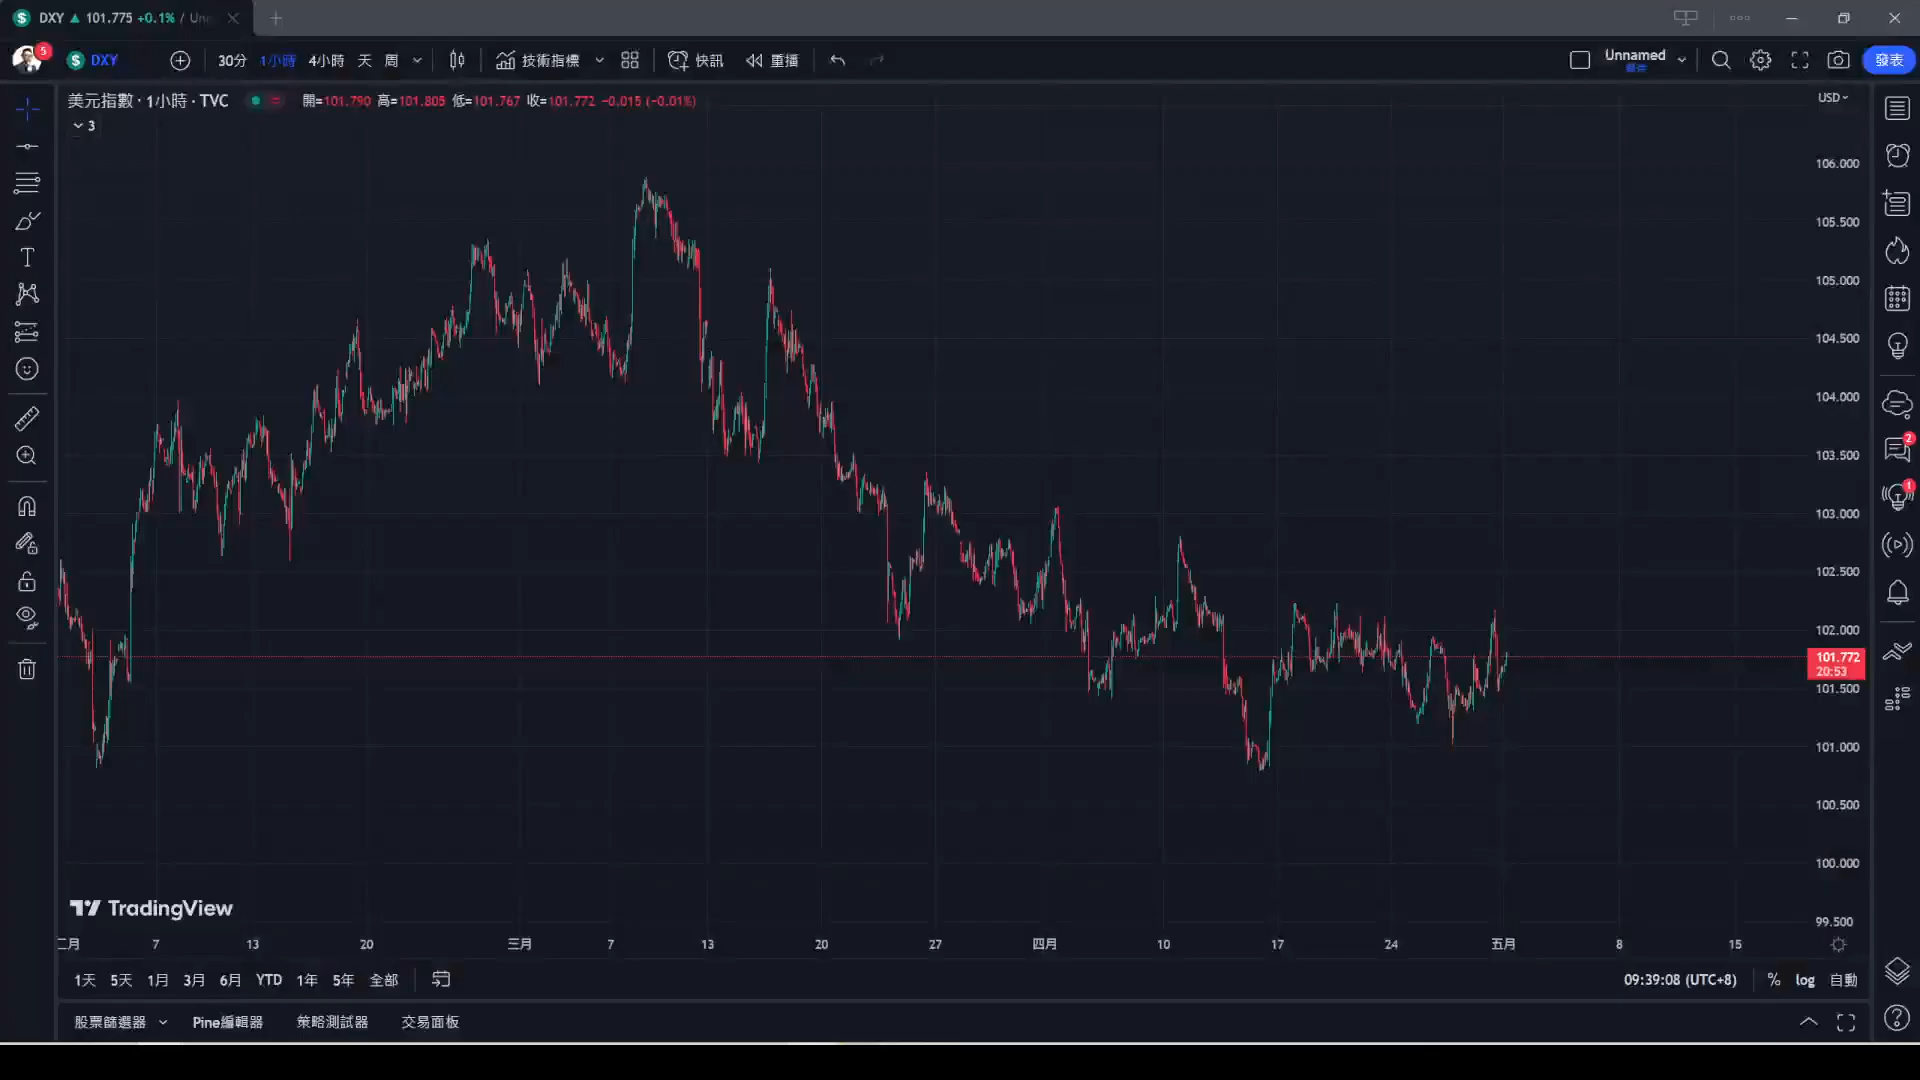 DXY ▲ 101.775 +0.1% / Un
5 DXY 30分 1小時 4小時 天 周 技術指標 快訊 重播 Unnamed 發表
美元指數 · 1小時 · TVC 開=101.790 高=101.805 低=101.767 收=101.772 −0.015 (−0.01%)
3
USD
106.000
105.500
105.000
104.500
104.000
103.500
103.000
102.500
102.000
101.772
20:53
101.500
101.000
100.500
100.000
99.500
2
1
TradingView
二月 7 13 20 三月 7 13 20 27 四月 10 17 24 五月 8 15
1天 5天 1月 3月 6月 YTD 1年 5年 全部 09:39:08 (UTC+8) % log 自動
股票篩選器 Pine編輯器 策略測試器 交易面板